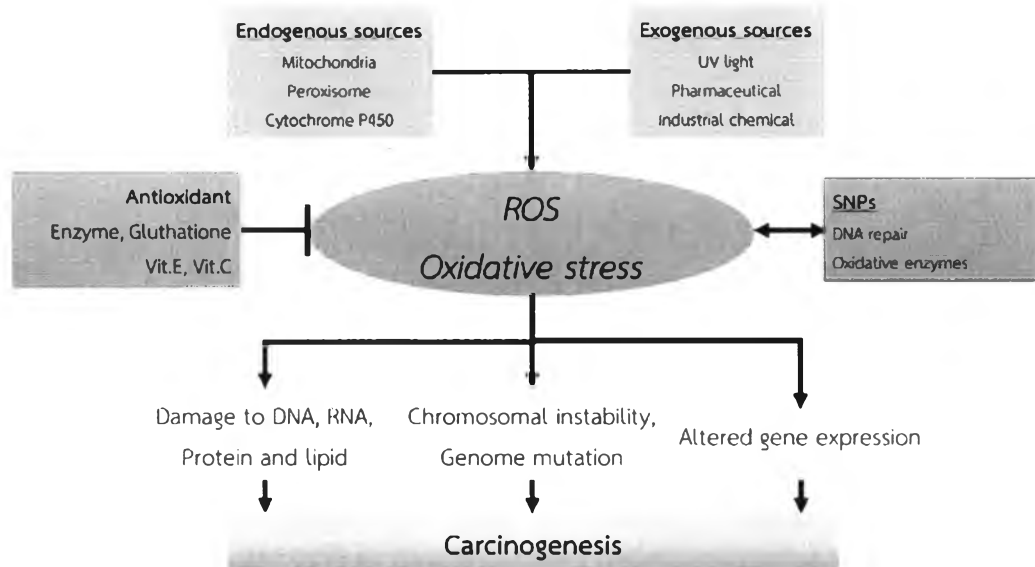 Endogenous sources
Mitochondria
Peroxisome
Cytochrome P450
Exogenous sources
UV light
Pharmaceutical
Industrial chemical
Antioxidant
Enzyme, Gluthatione
Vit.E, Vit.C
ROS
Oxidative stress
SNPs
DNA repair
Oxidative enzymes
Damage to DNA, RNA,
Protein and lipid
Chromosomal instability,
Genome mutation
Altered gene expression
Carcinogenesis